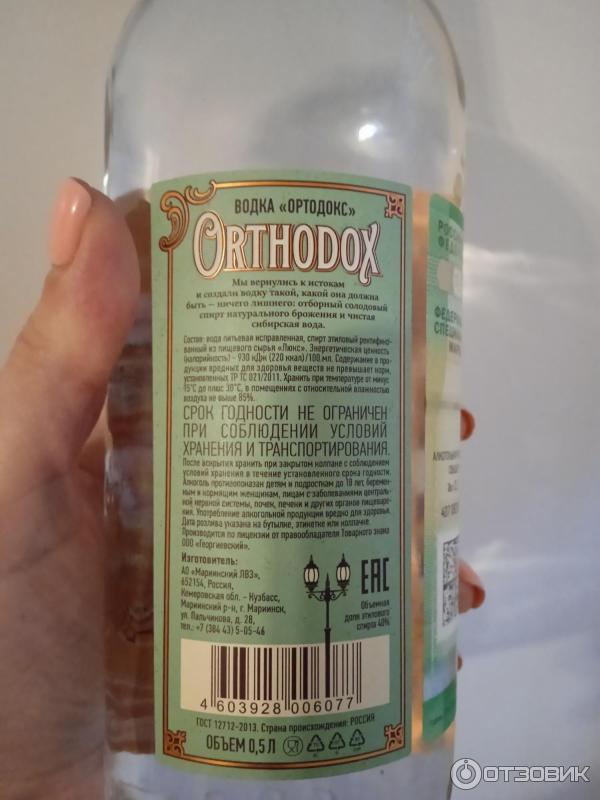 ВОДКА «ОРТОДОКС»
ORTHODOX
Мы вернулись к истокам
и создали водку такой, какой она должна
быть – ничего лишнего: отборный солодовый
спирт натурального брожения и чистая
сибирская вода.
Состав: вода питьевая исправленная, спирт этиловый ректифико-
ванный из пищевого сырья «Люкс». Энергетическая ценность
(калорийность) - 930 кДж (220 ккал)/100 мл. Содержание в про-
дукции вредных для здоровья веществ не превышает норм,
установленных ТР ТС 021/2011. Хранить при температуре от минус
15°C до плюс 30°C, в помещениях с относительной влажностью
воздуха не выше 85%.
СРОК ГОДНОСТИ НЕ ОГРАНИЧЕН
ПРИ СОБЛЮДЕНИИ УСЛОВИЙ
ХРАНЕНИЯ И ТРАНСПОРТИРОВАНИЯ.
После вскрытия хранить при закрытом колпаке с соблюдением
условий хранения в течение установленного срока годности.
Алкоголь противопоказан детям и подросткам до 18 лет, беремен-
ным и кормящим женщинам, лицам с заболеваниями централь-
ной нервной системы, почек, печени и других органов пищеваре-
ния. Употребление алкогольной продукции вредно для здоровья.
Дата розлива указана на бутылке, этикетке или колпачке.
Производится по лицензии от правообладателя Товарного знака
ООО «Георгиевский».
Изготовитель:
АО «Мариинский ЛВЗ»,
652154, Россия,
Кемеровская обл. - Кузбасс,
Мариинский р-н, г. Мариинск,
ул. Пальчикова, д. 28,
тел.: +7 (384 43) 5-05-46
EAC
Объемная
доля этилового
спирта 40%
4 603928 006077
ГОСТ 12712-2013. Страна происхождения: РОССИЯ
ОБЪЕМ 0,5 Л
ОТЗОВИК